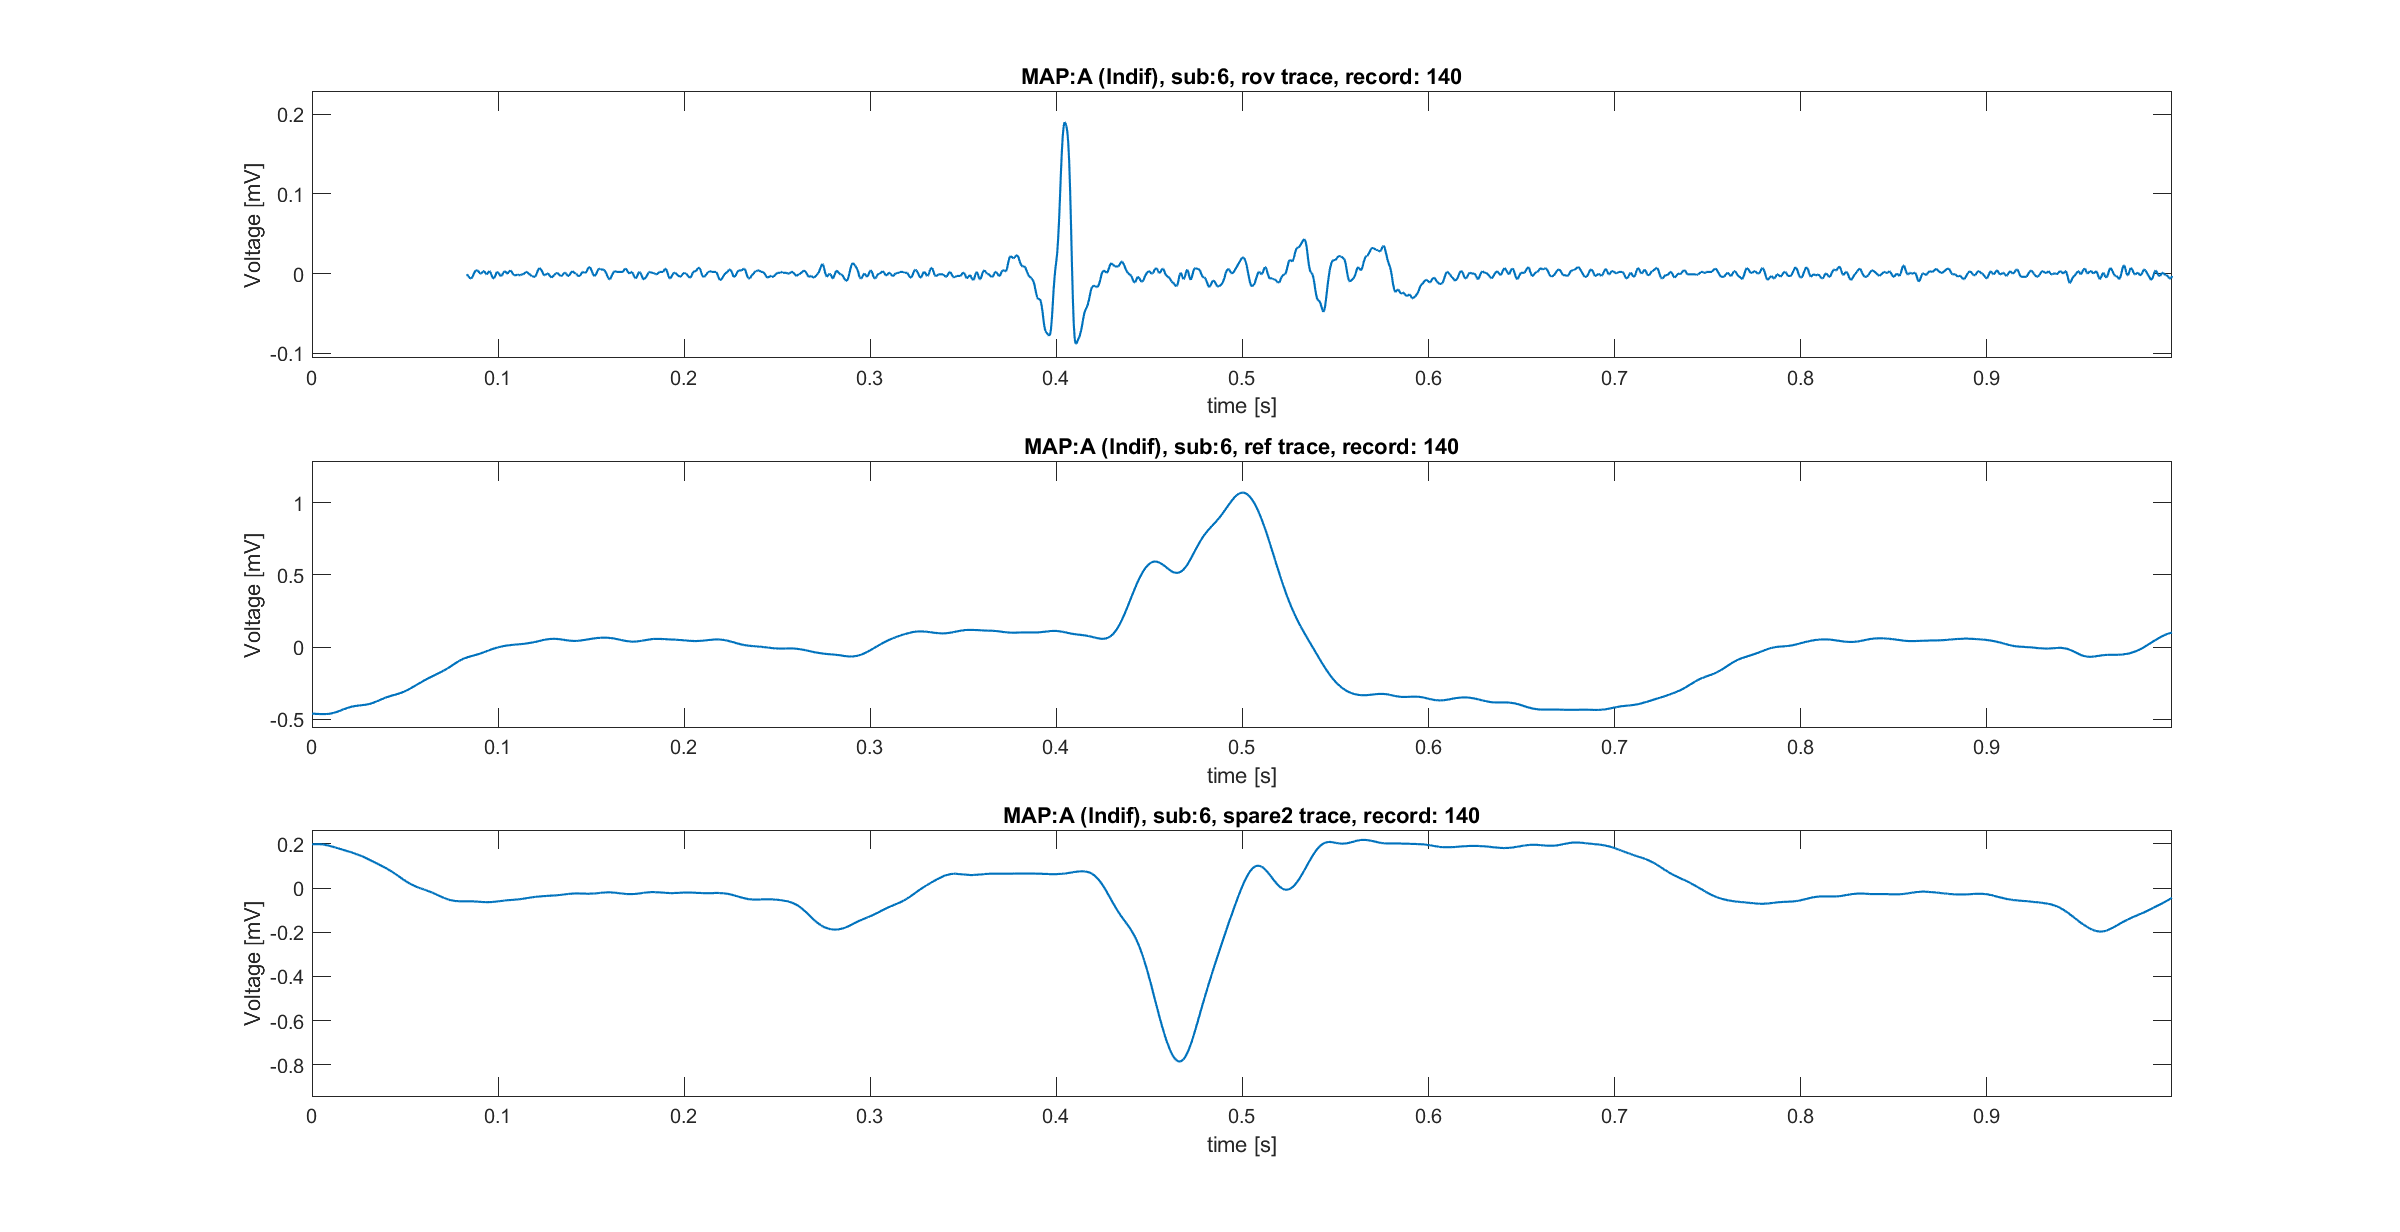 MAP:A (Indif), sub:6, rov trace, record: 140
Voltage [mV]
0.2
0.1
0
-0.1
0 0.1 0.2 0.3 0.4 0.5 0.6 0.7 0.8 0.9
time [s]
MAP:A (Indif), sub:6, ref trace, record: 140
Voltage [mV]
1
0.5
0
-0.5
0 0.1 0.2 0.3 0.4 0.5 0.6 0.7 0.8 0.9
time [s]
MAP:A (Indif), sub:6, spare2 trace, record: 140
Voltage [mV]
0.2
0
-0.2
-0.4
-0.6
-0.8
0 0.1 0.2 0.3 0.4 0.5 0.6 0.7 0.8 0.9
time [s]